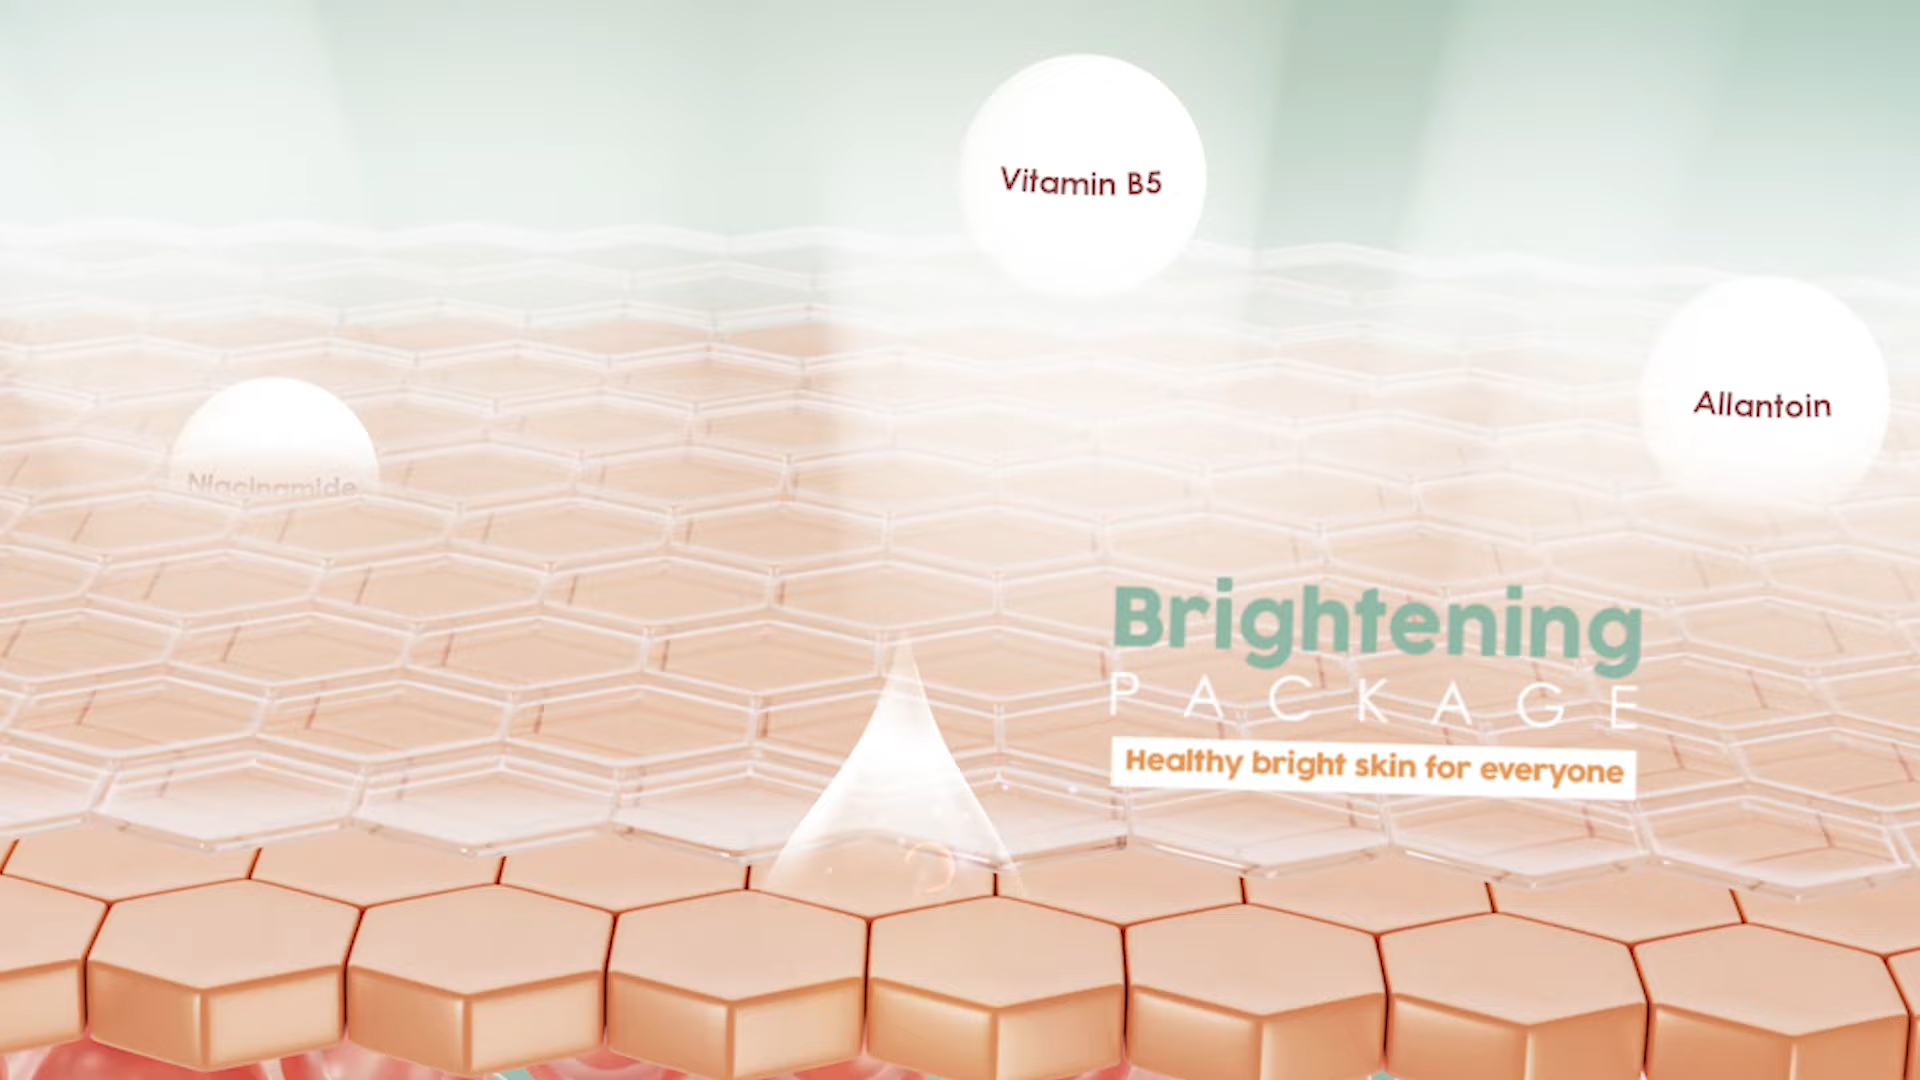 Vitamin B5
Allantoin
Niacinamide
Brightening
PACKAGE
Healthy bright skin for everyone